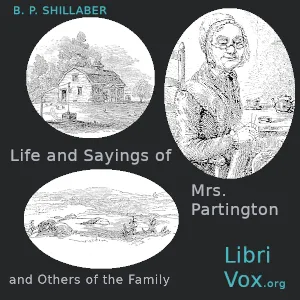 B. P. SHILLABER
Life and Sayings of
Mrs.
Partington
and Others of the Family
Libri
Vox.org